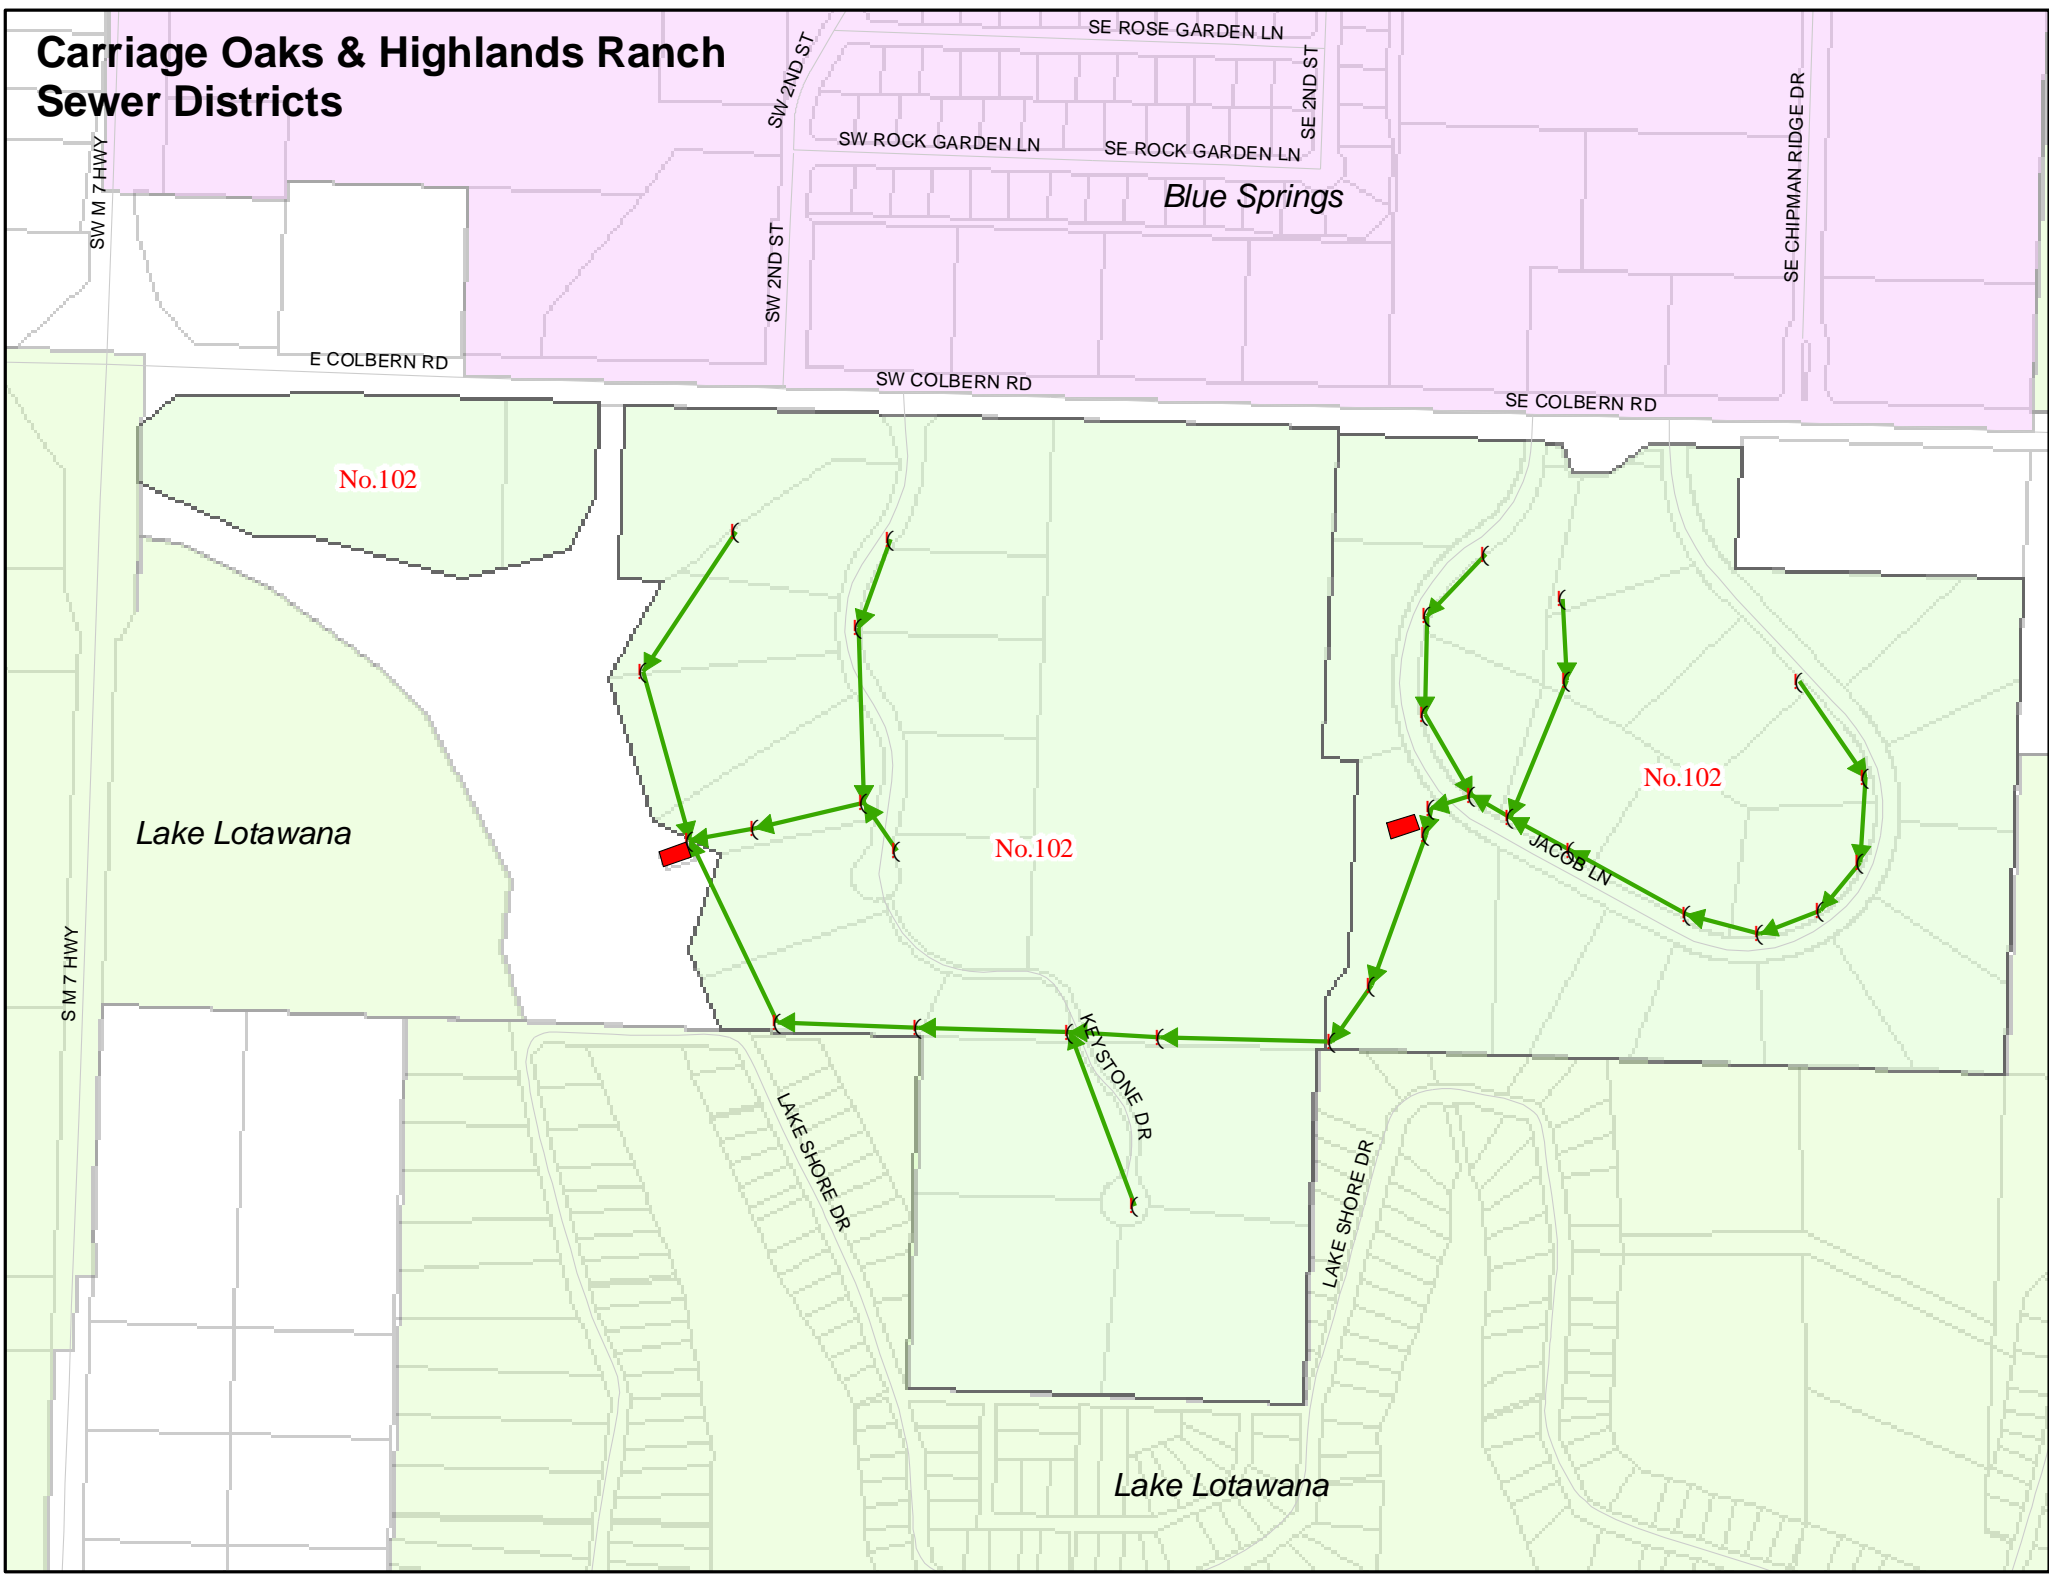 Carriage Oaks & Highlands Ranch
Sewer Districts
SE ROSE GARDEN LN
SW 2ND ST
SE 2ND ST
SE CHIPMAN RIDGE DR
SW M 7 HWY
SW ROCK GARDEN LN
SE ROCK GARDEN LN
Blue Springs
SW 2ND ST
E COLBERN RD
SW COLBERN RD
SE COLBERN RD
No.102
No.102
Lake Lotawana
No.102
JACOB LN
S M 7 HWY
KEYSTONE DR
LAKE SHORE DR
LAKE SHORE DR
Lake Lotawana